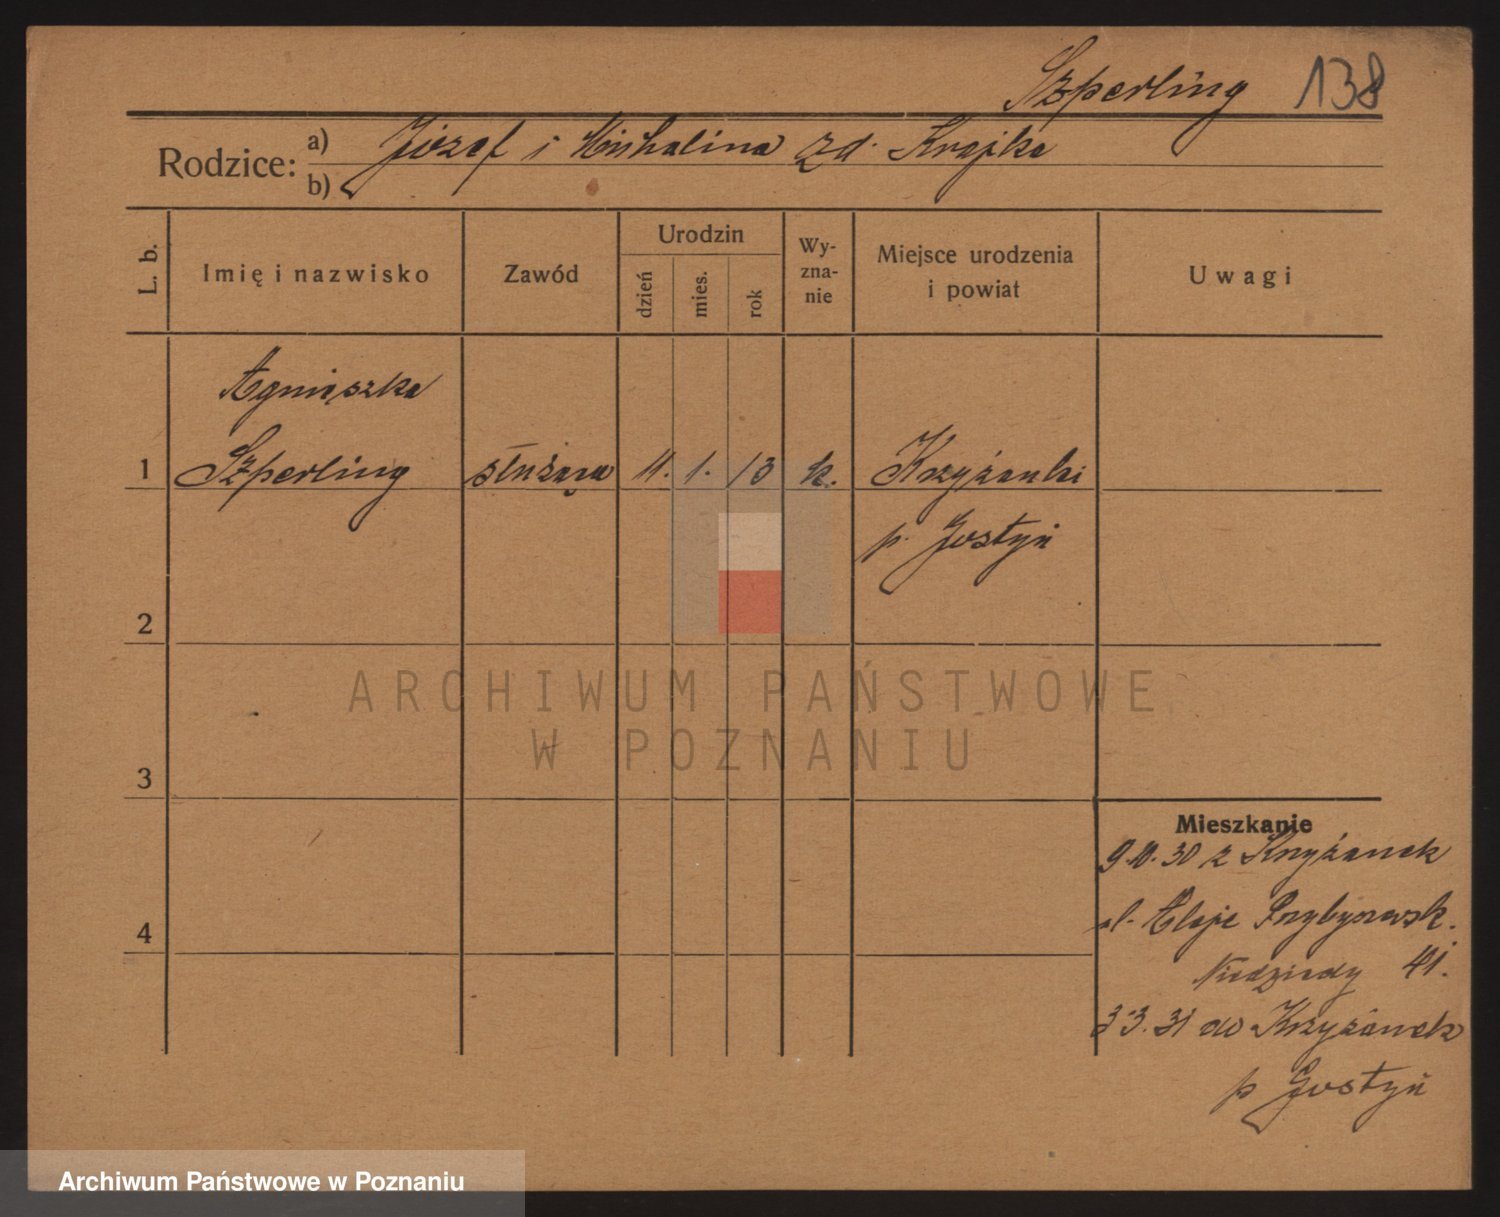 Szperling 138
Rodzice:
a) Józef i Michalina zd. Krajka
b)
L. b.
Imię i nazwisko
Zawód
Urodzin
dzień
mies.
rok
Wy-
zna-
nie
Miejsce urodzenia
i powiat
Uwagi
Agnieszka
1 Szperling służąca 11. 1. 13 k. Krzyżanki
p. Gostyń
2
ARCHIWUM PAŃSTWOWE
W POZNANIU
3
4
Mieszkanie
9.10.30 z Krzyżanek
Przybyszewsk.
41.
3.3.31 do Krzyżanek
p Gostyń
Archiwum Państwowe w Poznaniu